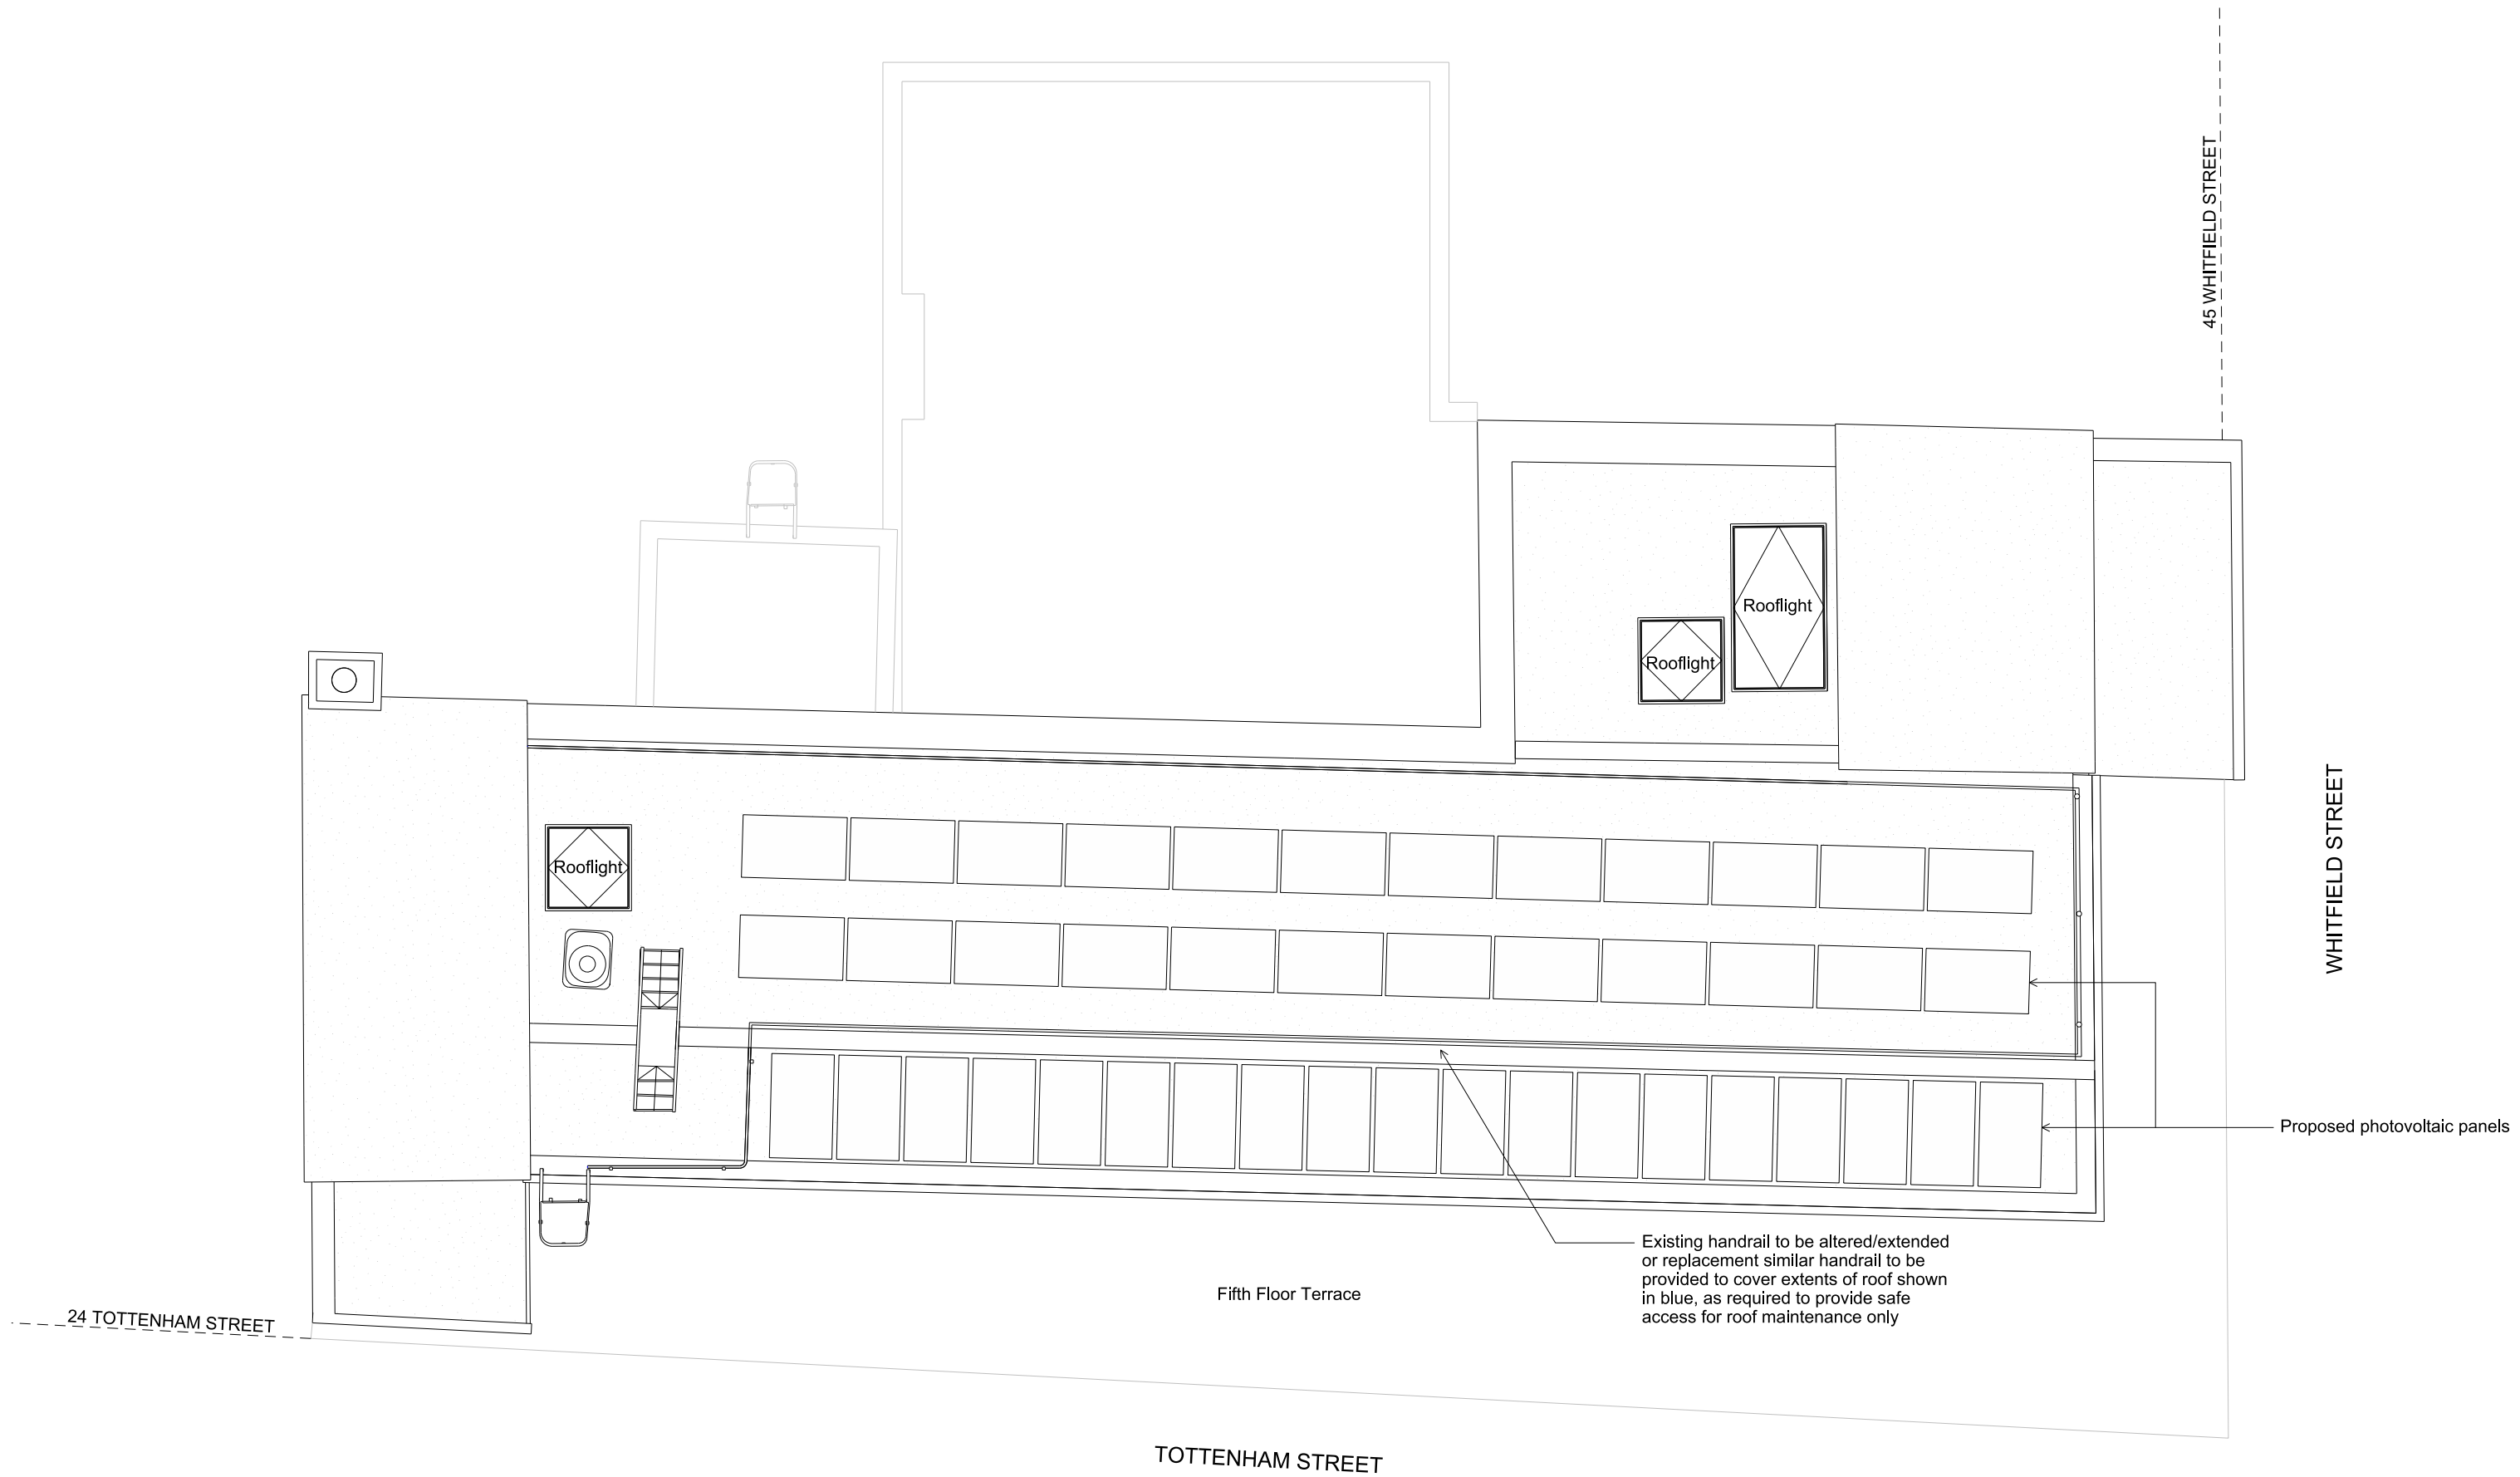 45 WHITFIELD STREET
Rooflight
Rooflight
WHITFIELD STREET
Rooflight
Proposed photovoltaic panels
Existing handrail to be altered/extended
or replacement similar handrail to be
provided to cover extents of roof shown
in blue, as required to provide safe
access for roof maintenance only
Fifth Floor Terrace
24 TOTTENHAM STREET
TOTTENHAM STREET